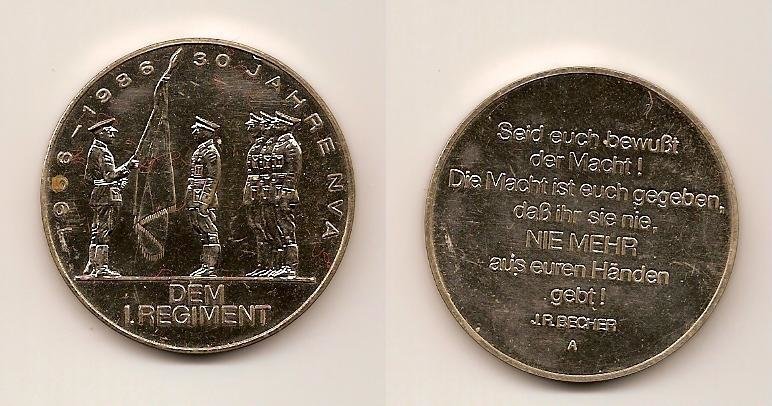 1956–1986 30 JAHRE NVA
DEM
1. REGIMENT
Seid euch bewußt
der Macht!
Die Macht ist euch gegeben,
daß ihr sie nie,
NIE MEHR
aus euren Händen
gebt!
J.R. BECHER
A